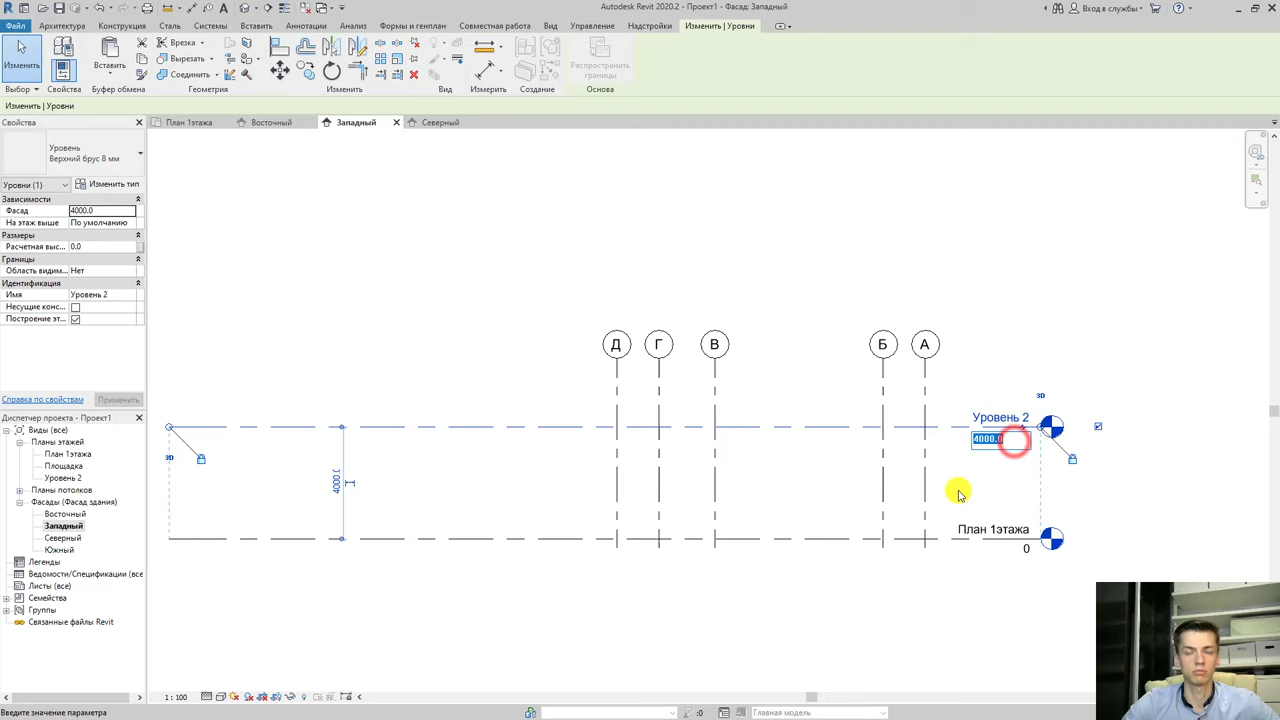 Autodesk Revit 2020.2 - Проект1 - Фасад: Западный
Вход в службы
Файл Архитектура Конструкция Сталь Системы Вставить Аннотации Анализ Формы и генплан Совместная работа Вид Управление Надстройки Изменить | Уровни
Врезка
Вырезать
Соединить
Изменить
Вставить
Распространить
границы
Выбор Свойства Буфер обмена Геометрия Изменить Вид Измерить Создание Основа
Изменить | Уровни
Свойства
План 1этажа Восточный Западный Северный
Уровень
Верхний брус 8 мм
Уровни (1) Изменить тип
Зависимости
Фасад 4000.0
На этаж выше По умолчанию
Размеры
Расчетная выс... 0.0
Границы
Область видим... Нет
Идентификация
Имя Уровень 2
Несущие конс...
Построение эт...
Справка по свойствам Применить
Диспетчер проекта - Проект1
Виды (все)
Планы этажей
План 1этажа
Площадка
Уровень 2
Планы потолков
Фасады (Фасад здания)
Восточный
Западный
Северный
Южный
Легенды
Ведомости/Спецификации (все)
Листы (все)
Семейства
Группы
Связанные файлы Revit
Д Г В Б А
3D
Уровень 2
4000.0
3D
4000.0
План 1этажа
0
1 : 100
Введите значение параметра
:0
Главная модель